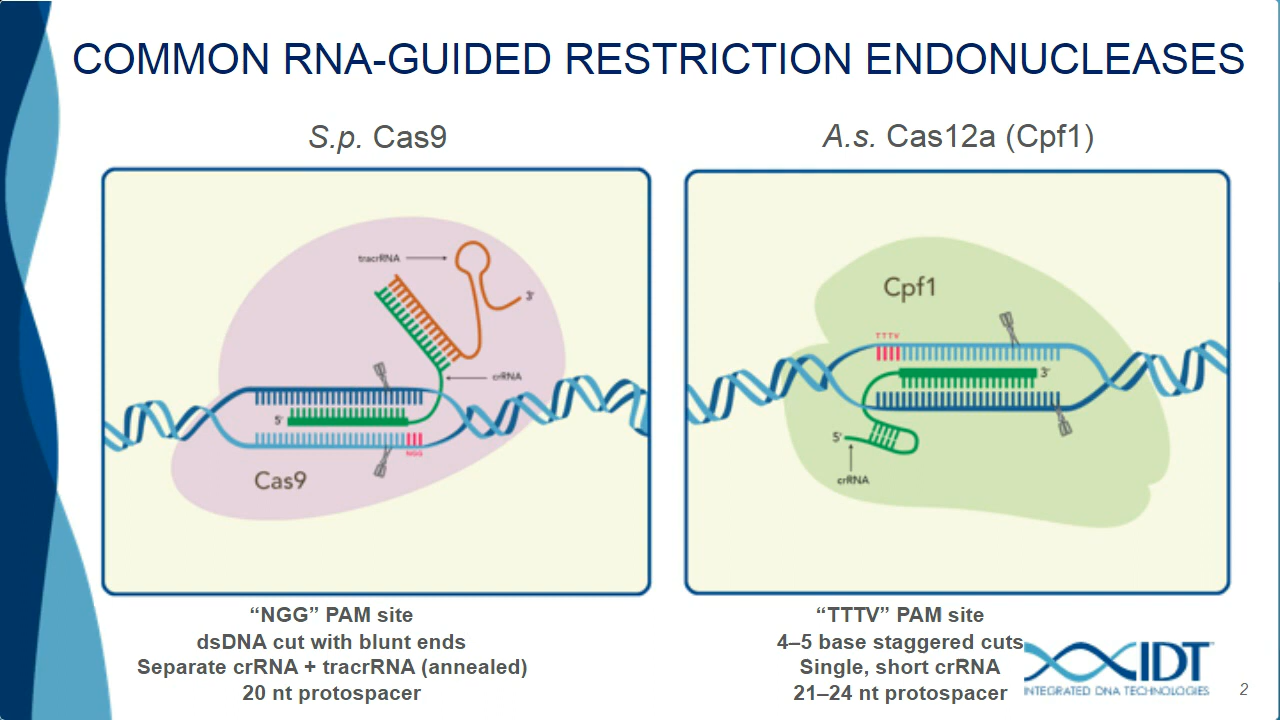 COMMON RNA-GUIDED RESTRICTION ENDONUCLEASES
S.p. Cas9
A.s. Cas12a (Cpf1)
tracrRNA
3'
crRNA
5'
NGG
Cas9
Cpf1
TTTV
3'
5'
crRNA
“NGG” PAM site
dsDNA cut with blunt ends
Separate crRNA + tracrRNA (annealed)
20 nt protospacer
“TTTV” PAM site
4–5 base staggered cuts
Single, short crRNA
21–24 nt protospacer
IDT
INTEGRATED DNA TECHNOLOGIES
2